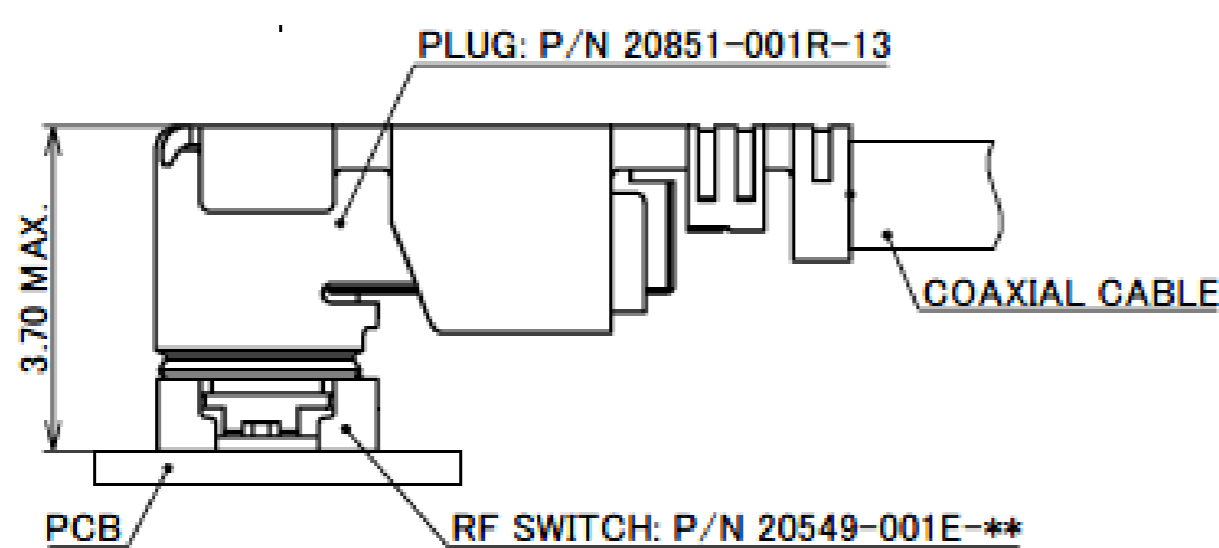 PLUG: P/N 20851-001R-13
3.70 MAX.
COAXIAL CABLE
PCB
RF SWITCH: P/N 20549-001E-**